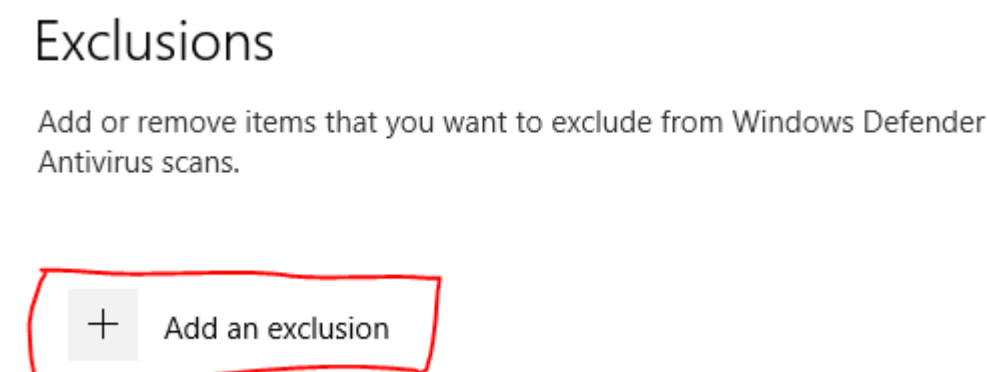 Exclusions
Add or remove items that you want to exclude from Windows Defender
Antivirus scans.
+ Add an exclusion